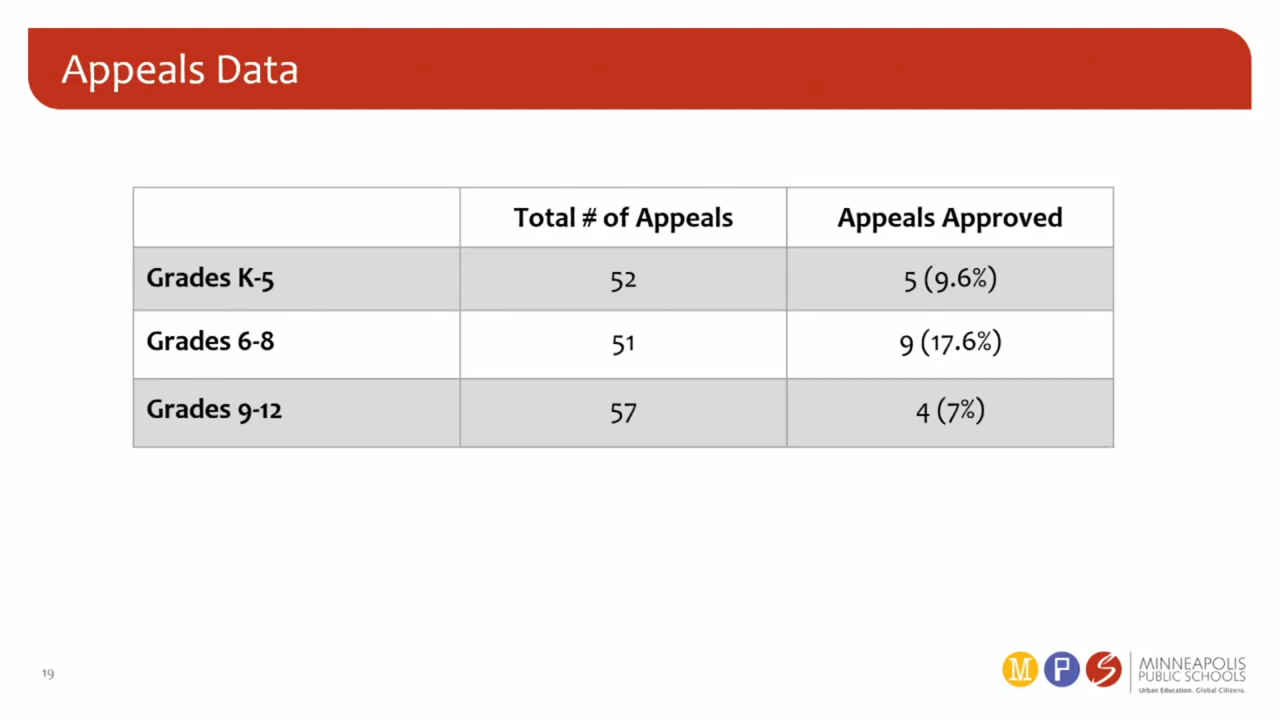 Appeals Data
Total # of Appeals Appeals Approved
Grades K-5 52 5 (9.6%)
Grades 6-8 51 9 (17.6%)
Grades 9-12 57 4 (7%)
19
M P S MINNEAPOLIS
PUBLIC SCHOOLS
Urban Education. Global Citizens.